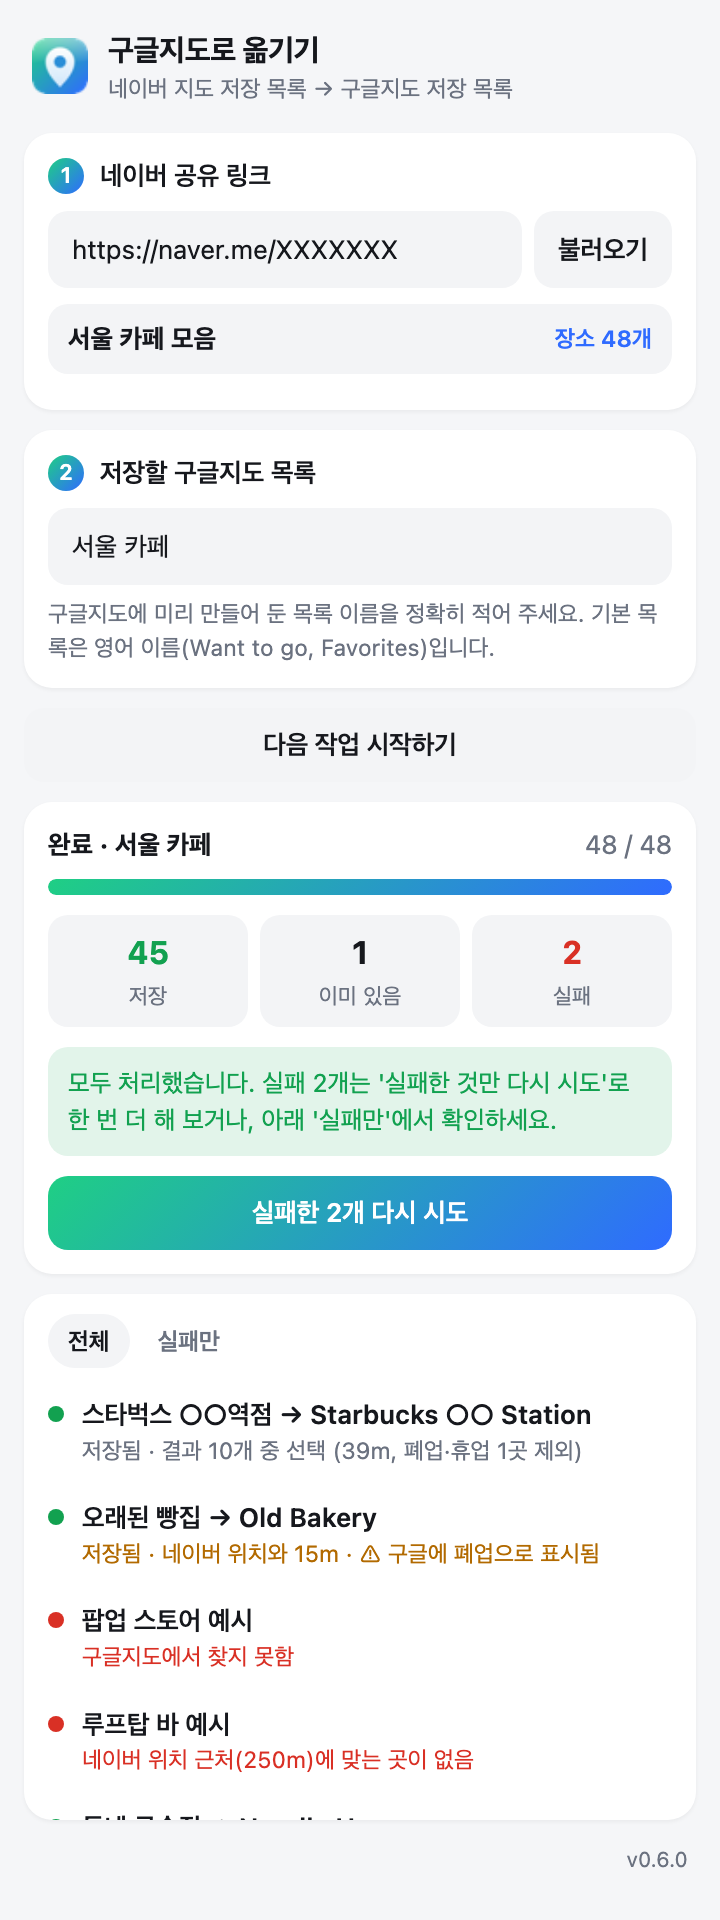 구글지도로 옮기기
네이버 지도 저장 목록 → 구글지도 저장 목록
1 네이버 공유 링크
https://naver.me/XXXXXXX 불러오기
서울 카페 모음 장소 48개
2 저장할 구글지도 목록
서울 카페
구글지도에 미리 만들어 둔 목록 이름을 정확히 적어 주세요. 기본 목
록은 영어 이름(Want to go, Favorites)입니다.
다음 작업 시작하기
완료 · 서울 카페 48 / 48
45 1 2
저장 이미 있음 실패
모두 처리했습니다. 실패 2개는 '실패한 것만 다시 시도'로
한 번 더 해 보거나, 아래 '실패만'에서 확인하세요.
실패한 2개 다시 시도
전체 실패만
스타벅스 〇〇역점 → Starbucks 〇〇 Station
저장됨 · 결과 10개 중 선택 (39m, 폐업·휴업 1곳 제외)
오래된 빵집 → Old Bakery
저장됨 · 네이버 위치와 15m · ⚠ 구글에 폐업으로 표시됨
팝업 스토어 예시
구글지도에서 찾지 못함
루프탑 바 예시
네이버 위치 근처(250m)에 맞는 곳이 없음
v0.6.0